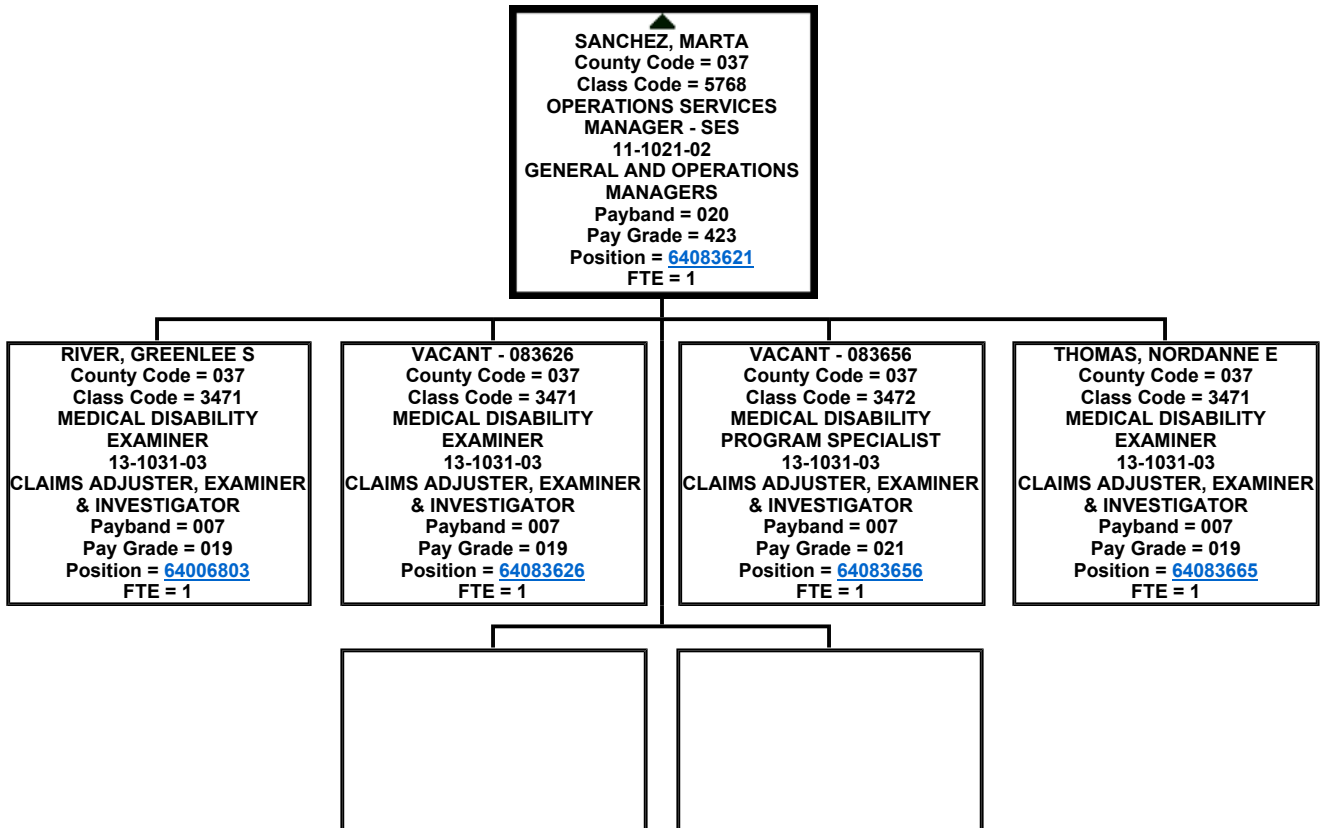 SANCHEZ, MARTA
County Code = 037
Class Code = 5768
OPERATIONS SERVICES
MANAGER - SES
11-1021-02
GENERAL AND OPERATIONS
MANAGERS
Payband = 020
Pay Grade = 423
Position = 64083621
FTE = 1
RIVER, GREENLEE S
County Code = 037
Class Code = 3471
MEDICAL DISABILITY
EXAMINER
13-1031-03
CLAIMS ADJUSTER, EXAMINER
& INVESTIGATOR
Payband = 007
Pay Grade = 019
Position = 64006803
FTE = 1
VACANT - 083626
County Code = 037
Class Code = 3471
MEDICAL DISABILITY
EXAMINER
13-1031-03
CLAIMS ADJUSTER, EXAMINER
& INVESTIGATOR
Payband = 007
Pay Grade = 019
Position = 64083626
FTE = 1
VACANT - 083656
County Code = 037
Class Code = 3472
MEDICAL DISABILITY
PROGRAM SPECIALIST
13-1031-03
CLAIMS ADJUSTER, EXAMINER
& INVESTIGATOR
Payband = 007
Pay Grade = 021
Position = 64083656
FTE = 1
THOMAS, NORDANNE E
County Code = 037
Class Code = 3471
MEDICAL DISABILITY
EXAMINER
13-1031-03
CLAIMS ADJUSTER, EXAMINER
& INVESTIGATOR
Payband = 007
Pay Grade = 019
Position = 64083665
FTE = 1